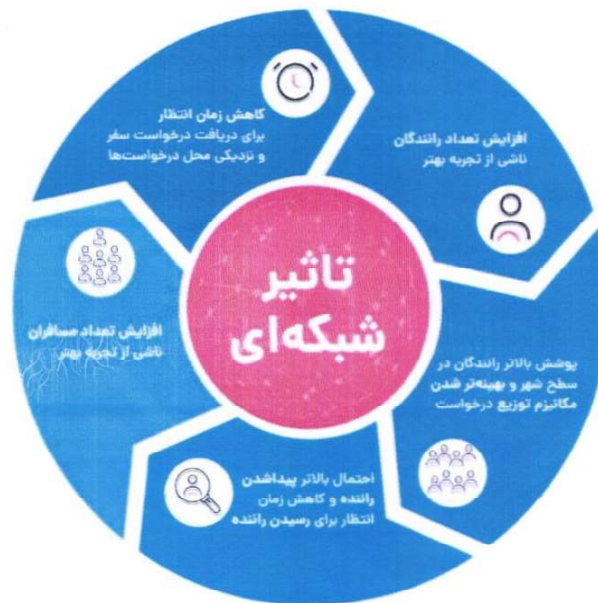 تاثیر
شبکه‌ای
افزایش تعداد رانندگان
ناشی از تجربه بهتر
پوشش بالاتر رانندگان در
سطح شهر و بهینه‌تر شدن
مکانیزم توزیع درخواست
احتمال بالاتر پیداشدن
راننده و کاهش زمان
انتظار برای رسیدن راننده
افزایش تعداد مسافران
ناشی از تجربه بهتر
کاهش زمان انتظار
برای دریافت درخواست سفر
و نزدیکی محل درخواست‌ها